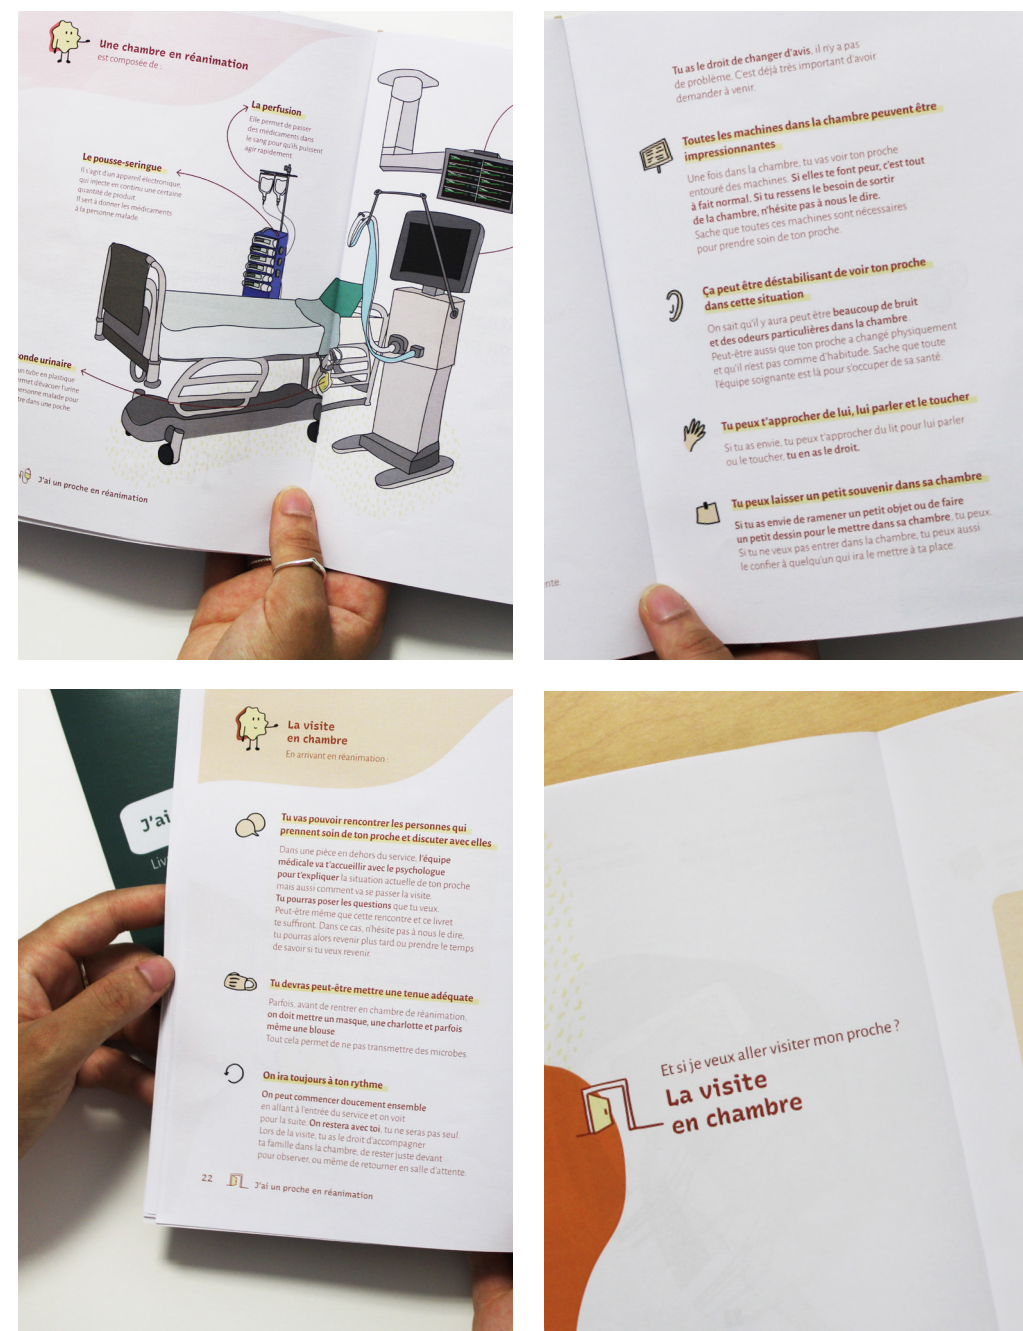 Une chambre en réanimation
est composée de :
La perfusion
Elle permet de passer
des médicaments dans
le sang pour qu'ils puissent
agir rapidement.
Le pousse-seringue
Il s'agit d'un appareil électronique,
qui injecte en continu une certaine
quantité de produit.
Il sert à donner les médicaments
à la personne malade.
onde urinaire
un tube en plastique
ermet d'évacuer l'urine
personne malade pour
tre dans une poche
J'ai un proche en réanimation
Tu as le droit de changer d'avis, il n'y a pas
de problème. C'est déjà très important d'avoir
demander à venir.
Toutes les machines dans la chambre peuvent être
impressionnantes
Une fois dans la chambre, tu vas voir ton proche
entouré des machines. Si elles te font peur, c'est tout
à fait normal. Si tu ressens le besoin de sortir
de la chambre, n'hésite pas à nous le dire.
Sache que toutes ces machines sont nécessaires
pour prendre soin de ton proche.
Ça peut être déstabilisant de voir ton proche
dans cette situation
On sait qu'il y aura peut être beaucoup de bruit
et des odeurs particulières dans la chambre.
Peut-être aussi que ton proche a changé physiquement
et qu'il n'est pas comme d'habitude. Sache que toute
l'équipe soignante est là pour s'occuper de sa santé.
Tu peux t'approcher de lui, lui parler et le toucher
Si tu as envie, tu peux t'approcher du lit pour lui parler
ou le toucher, tu en as le droit.
Tu peux laisser un petit souvenir dans sa chambre
Si tu as envie de ramener un petit objet ou de faire
un petit dessin pour le mettre dans sa chambre, tu peux.
Si tu ne veux pas entrer dans la chambre, tu peux aussi
le confier à quelqu'un qui ira le mettre à ta place.
nte.
La visite
en chambre
En arrivant en réanimation :
Tu vas pouvoir rencontrer les personnes qui
prennent soin de ton proche et discuter avec elles
Dans une pièce en dehors du service, l'équipe
médicale va t'accueillir avec le psychologue
pour t'expliquer la situation actuelle de ton proche
mais aussi comment va se passer la visite.
Tu pourras poser les questions que tu veux.
Peut-être même que cette rencontre et ce livret
te suffiront. Dans ce cas, n'hésite pas à nous le dire,
tu pourras alors revenir plus tard ou prendre le temps
de savoir si tu veux revenir.
Tu devras peut-être mettre une tenue adéquate
Parfois, avant de rentrer en chambre de réanimation,
on doit mettre un masque, une charlotte et parfois
même une blouse
Tout cela permet de ne pas transmettre des microbes.
On ira toujours à ton rythme
On peut commencer doucement ensemble
en allant à l'entrée du service et on voit
pour la suite. On restera avec toi, tu ne seras pas seul.
Lors de la visite, tu as le droit d'accompagner
ta famille dans la chambre, de rester juste devant
pour observer, ou même de retourner en salle d'attente.
22
J'ai un proche en réanimation
J'ai
Liv
Et si je veux aller visiter mon proche ?
La visite
en chambre